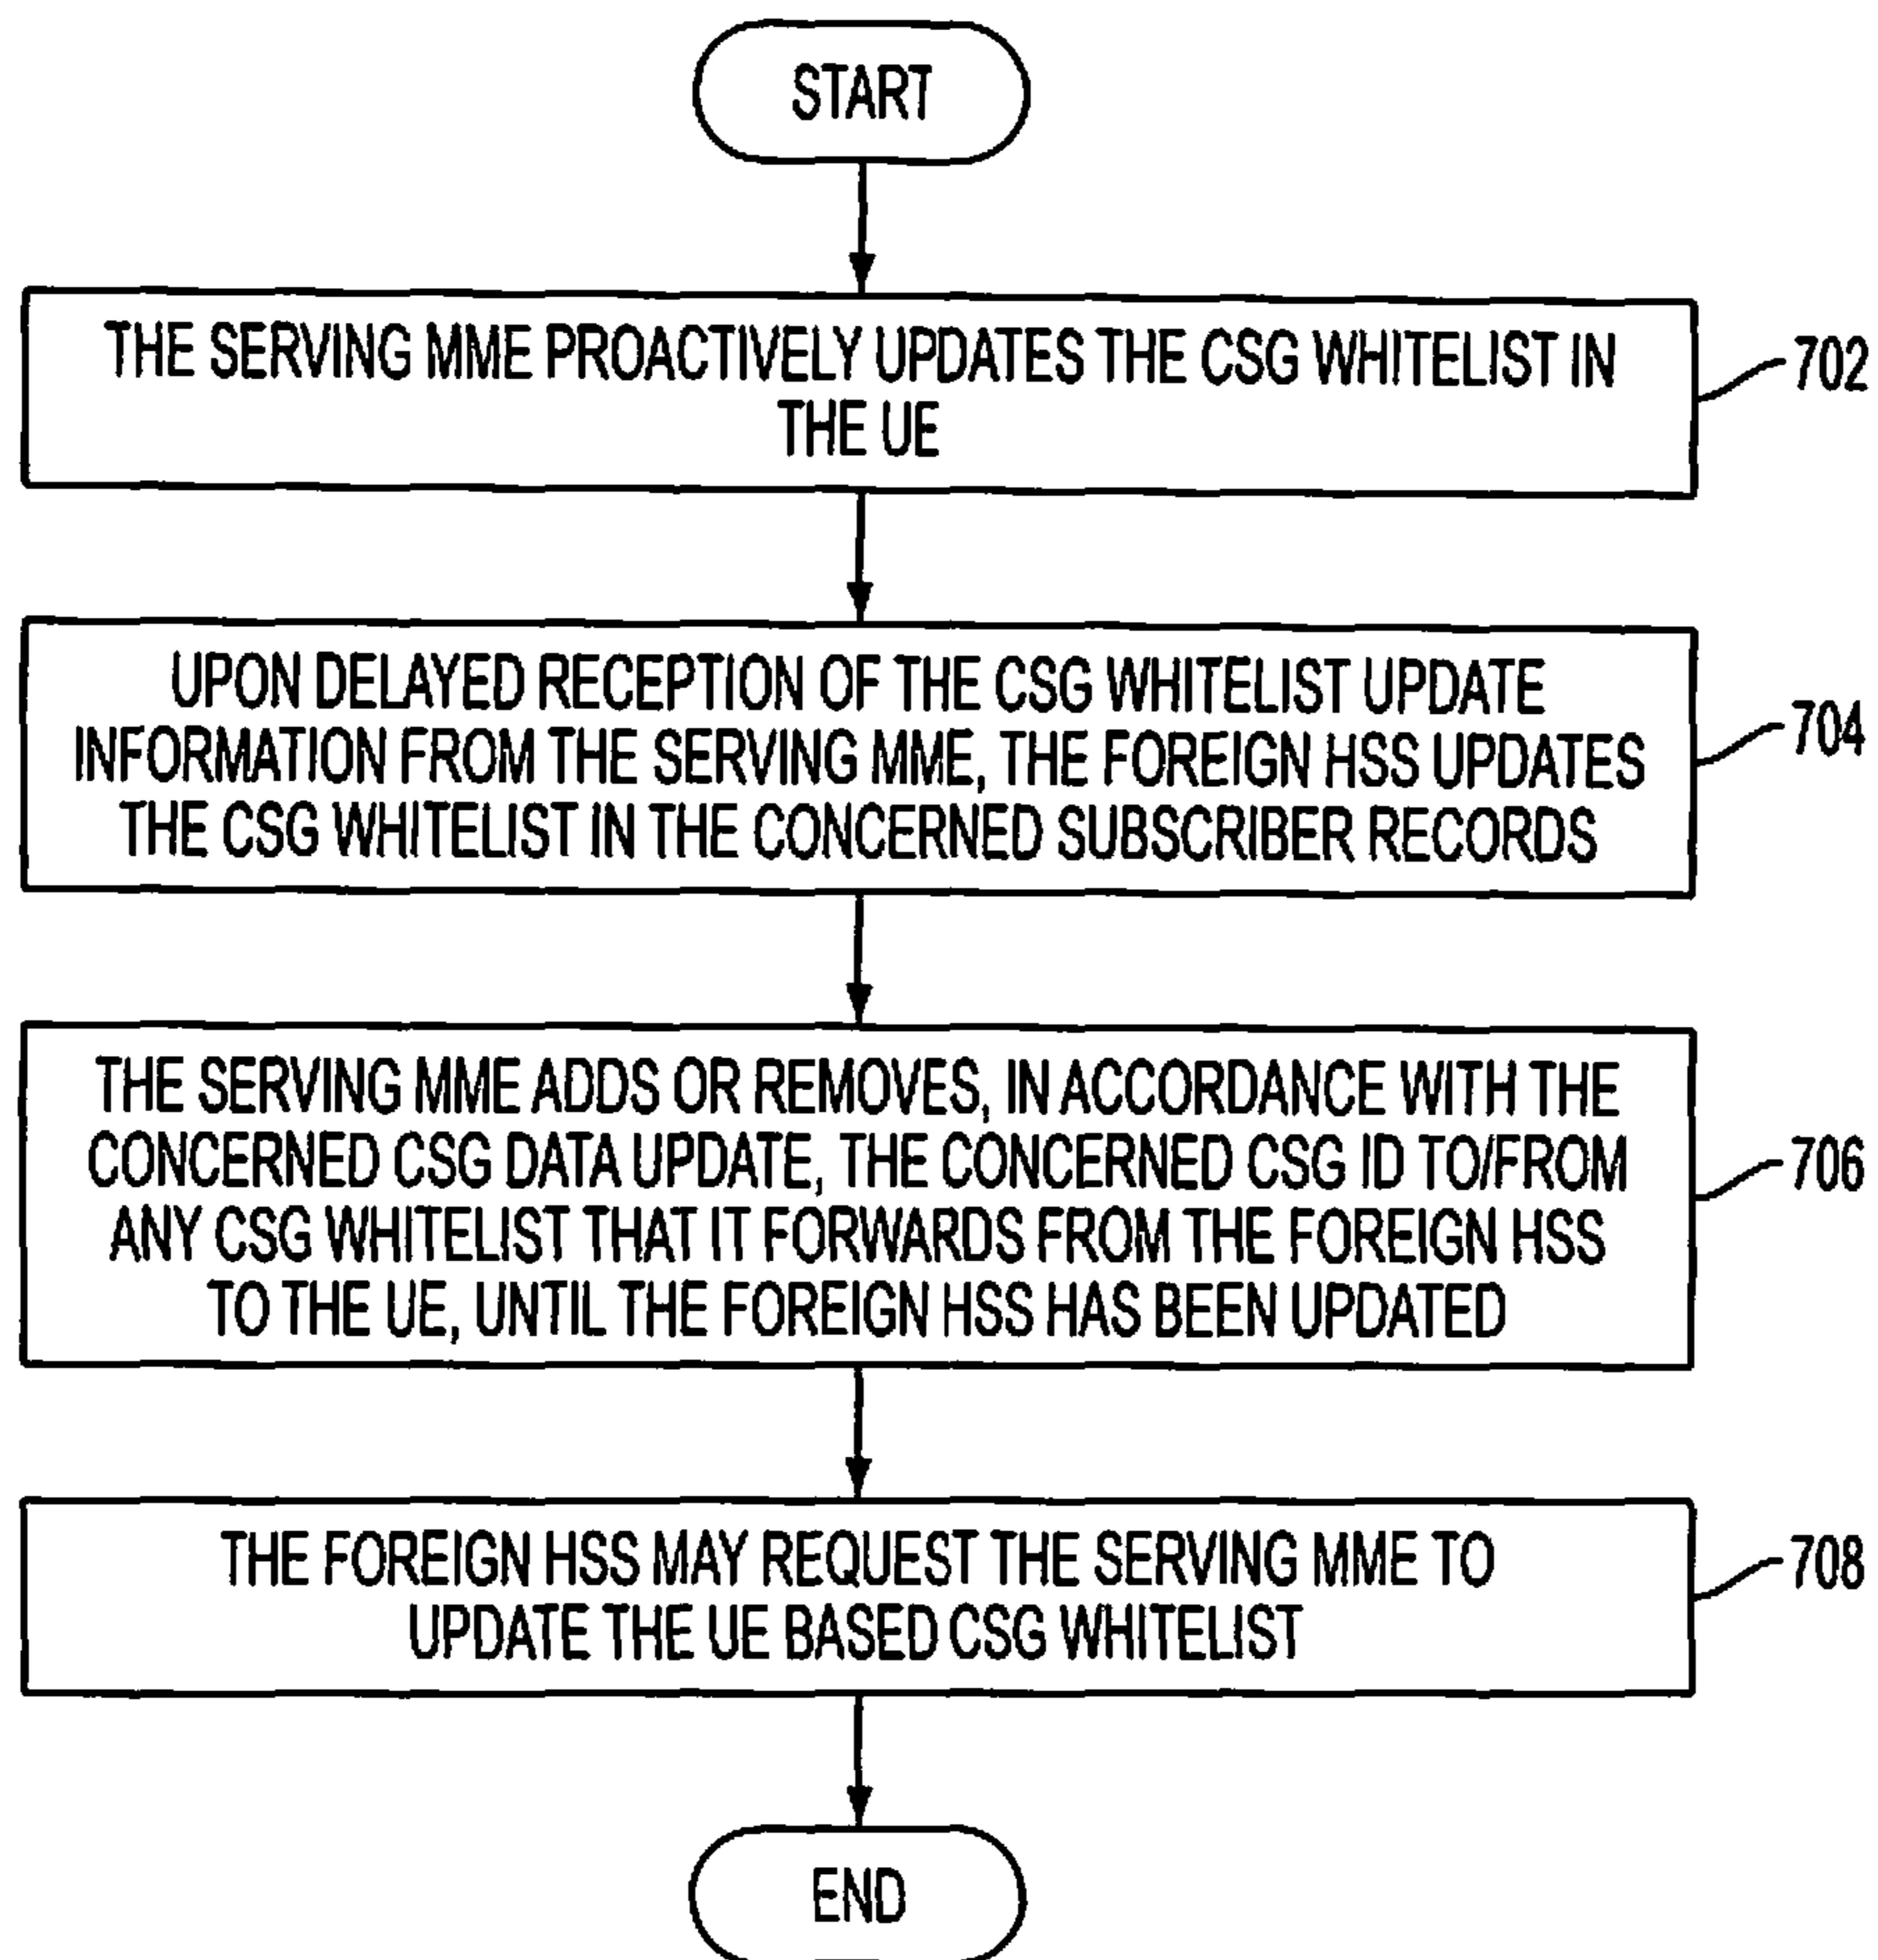 START
THE SERVING MME PROACTIVELY UPDATES THE CSG WHITELIST IN
THE UE
702
UPON DELAYED RECEPTION OF THE CSG WHITELIST UPDATE
INFORMATION FROM THE SERVING MME, THE FOREIGN HSS UPDATES
THE CSG WHITELIST IN THE CONCERNED SUBSCRIBER RECORDS
704
THE SERVING MME ADDS OR REMOVES, IN ACCORDANCE WITH THE
CONCERNED CSG DATA UPDATE, THE CONCERNED CSG ID TO/FROM
ANY CSG WHITELIST THAT IT FORWARDS FROM THE FOREIGN HSS
TO THE UE, UNTIL THE FOREIGN HSS HAS BEEN UPDATED
706
THE FOREIGN HSS MAY REQUEST THE SERVING MME TO
UPDATE THE UE BASED CSG WHITELIST
708
END